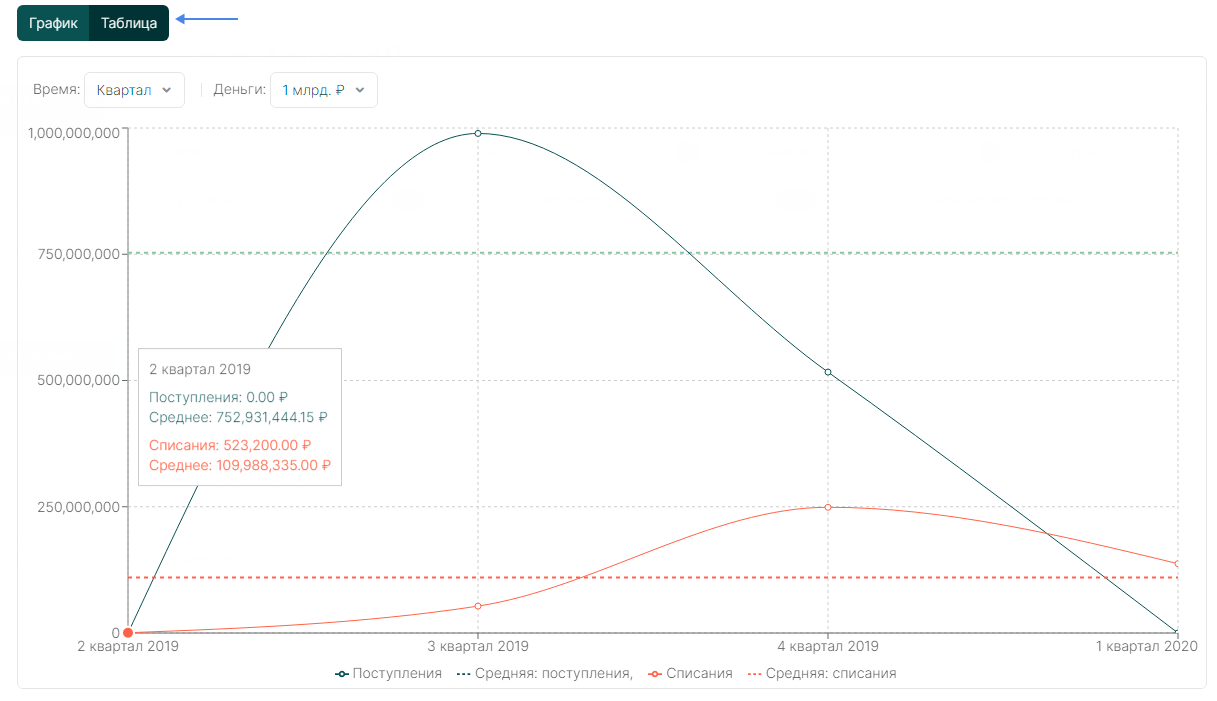 График Таблица
Время: Квартал Деньги: 1 млрд. ₽
1,000,000,000
750,000,000
500,000,000
250,000,000
0
2 квартал 2019
Поступления: 0.00 ₽
Среднее: 752,931,444.15 ₽
Списания: 523,200.00 ₽
Среднее: 109,988,335.00 ₽
2 квартал 2019 3 квартал 2019 4 квартал 2019 1 квартал 2020
Поступления Средняя: поступления, Списания Средняя: списания